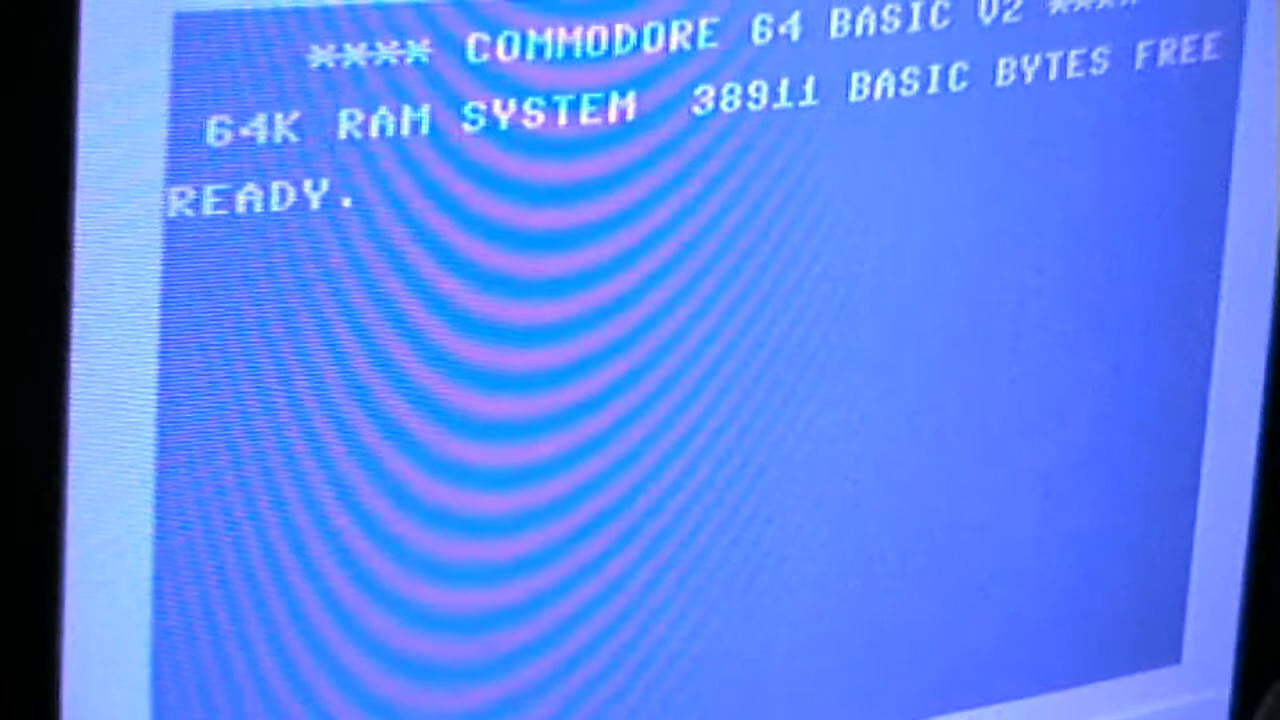 **** COMMODORE 64 BASIC V2 ****
64K RAM SYSTEM 38911 BASIC BYTES FREE
READY.